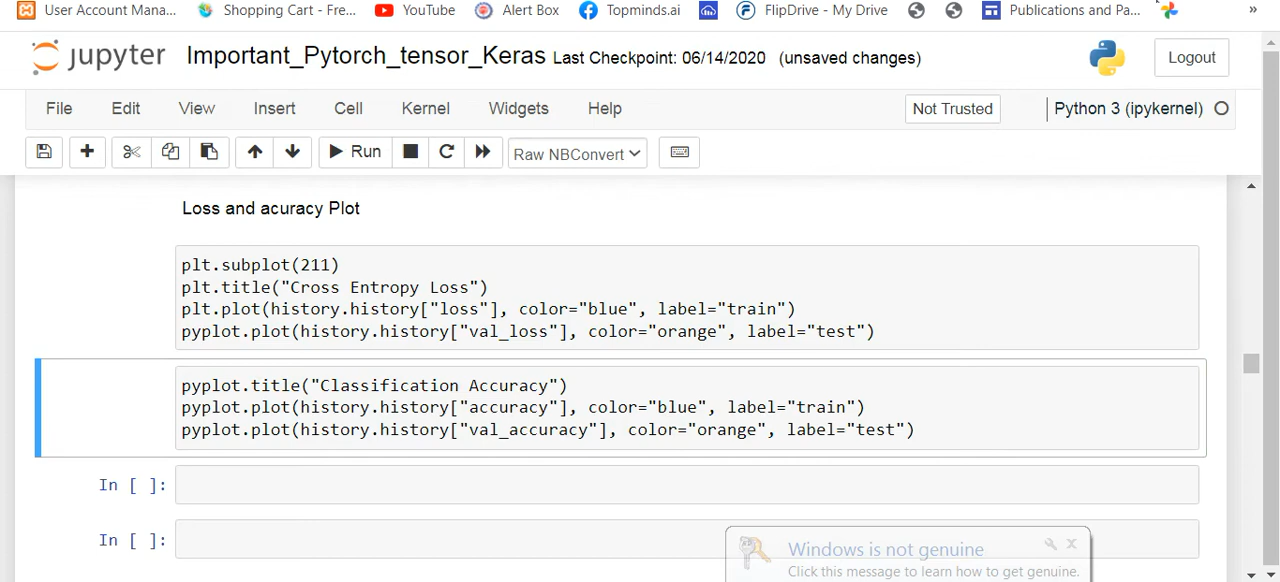 User Account Mana... Shopping Cart - Fre... YouTube Alert Box Topminds.ai FlipDrive - My Drive Publications and Pa... »
jupyter Important_Pytorch_tensor_Keras Last Checkpoint: 06/14/2020 (unsaved changes) Logout
File Edit View Insert Cell Kernel Widgets Help Not Trusted Python 3 (ipykernel)
Run Raw NBConvert
Loss and acuracy Plot
plt.subplot(211)
plt.title("Cross Entropy Loss")
plt.plot(history.history["loss"], color="blue", label="train")
pyplot.plot(history.history["val_loss"], color="orange", label="test")
pyplot.title("Classification Accuracy")
pyplot.plot(history.history["accuracy"], color="blue", label="train")
pyplot.plot(history.history["val_accuracy"], color="orange", label="test")
In [ ]:
In [ ]:
Windows is not genuine
Click this message to learn how to get genuine.